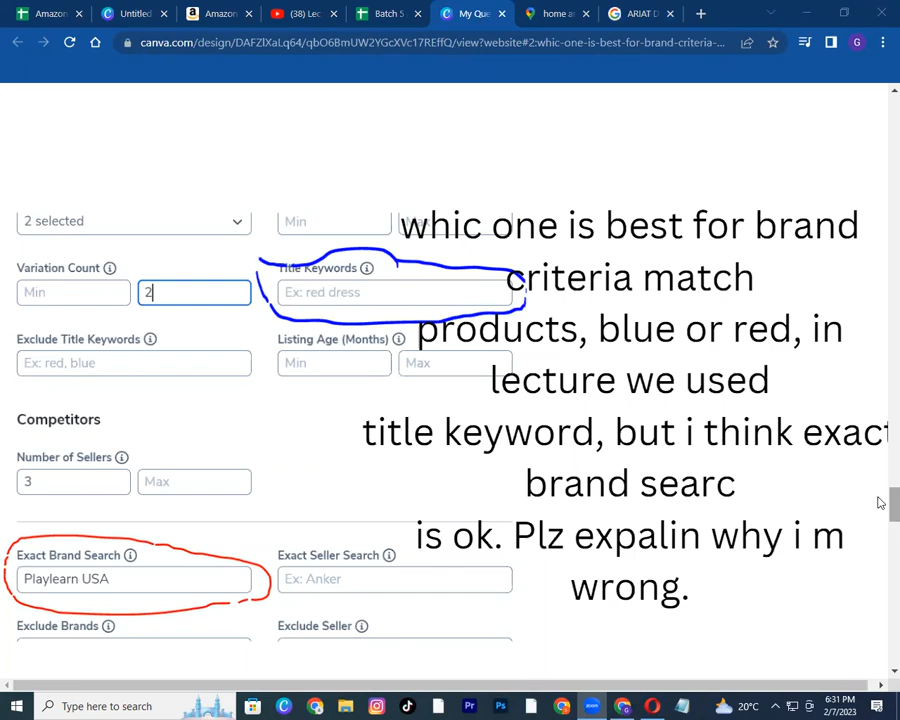 Amazon
Untitled
Amazon
(38) Lec
Batch 5
My Que
home a
ARIAT D
canva.com/design/DAFZlXaLq64/qbO6BmUW2YGcXVc17REffQ/view?website#2:whic-one-is-best-for-brand-criteria-...
G
2 selected
Min
Variation Count
Title Keywords
Min
2
Ex: red dress
Exclude Title Keywords
Listing Age (Months)
Ex: red, blue
Min
Max
Competitors
Number of Sellers
3
Max
Exact Brand Search
Exact Seller Search
Playlearn USA
Ex: Anker
Exclude Brands
Exclude Seller
whic one is best for brand
criteria match
products, blue or red, in
lecture we used
title keyword, but i think exact
brand searc
is ok. Plz expalin why i m
wrong.
Type here to search
20°C
6:31 PM
2/7/2023